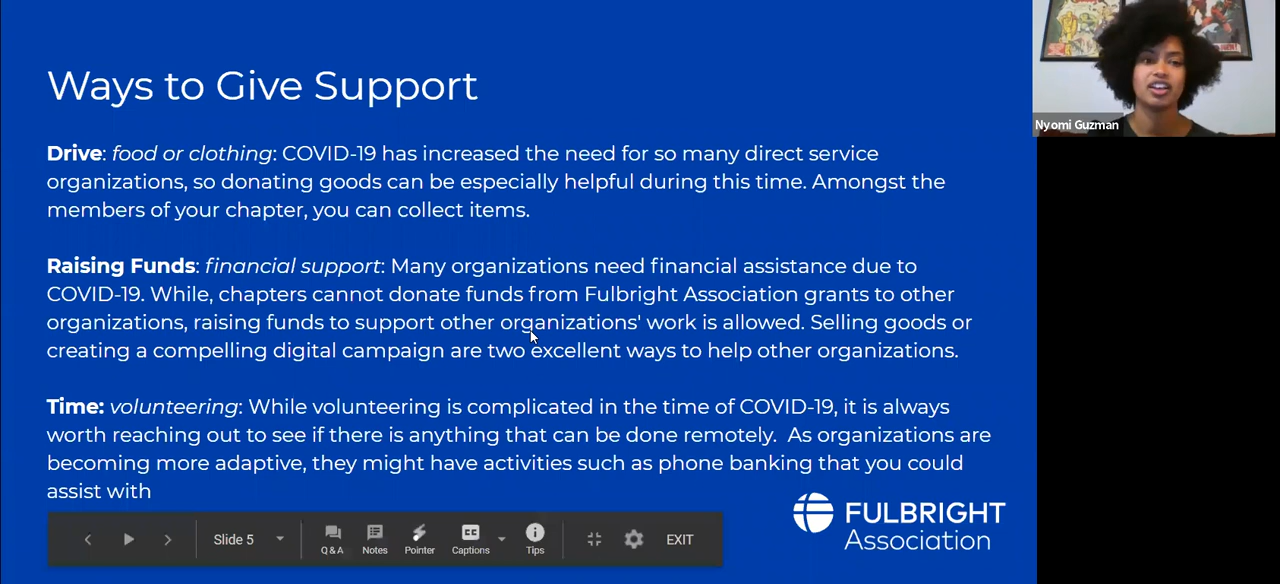 Ways to Give Support
Drive: food or clothing: COVID-19 has increased the need for so many direct service
organizations, so donating goods can be especially helpful during this time. Amongst the
members of your chapter, you can collect items.
Raising Funds: financial support: Many organizations need financial assistance due to
COVID-19. While, chapters cannot donate funds from Fulbright Association grants to other
organizations, raising funds to support other organizations' work is allowed. Selling goods or
creating a compelling digital campaign are two excellent ways to help other organizations.
Time: volunteering: While volunteering is complicated in the time of COVID-19, it is always
worth reaching out to see if there is anything that can be done remotely.  As organizations are
becoming more adaptive, they might have activities such as phone banking that you could
assist with
FULBRIGHT
Association
Slide 5
Q & A
Notes
Pointer
CC
Captions
Tips
EXIT
Nyomi Guzman